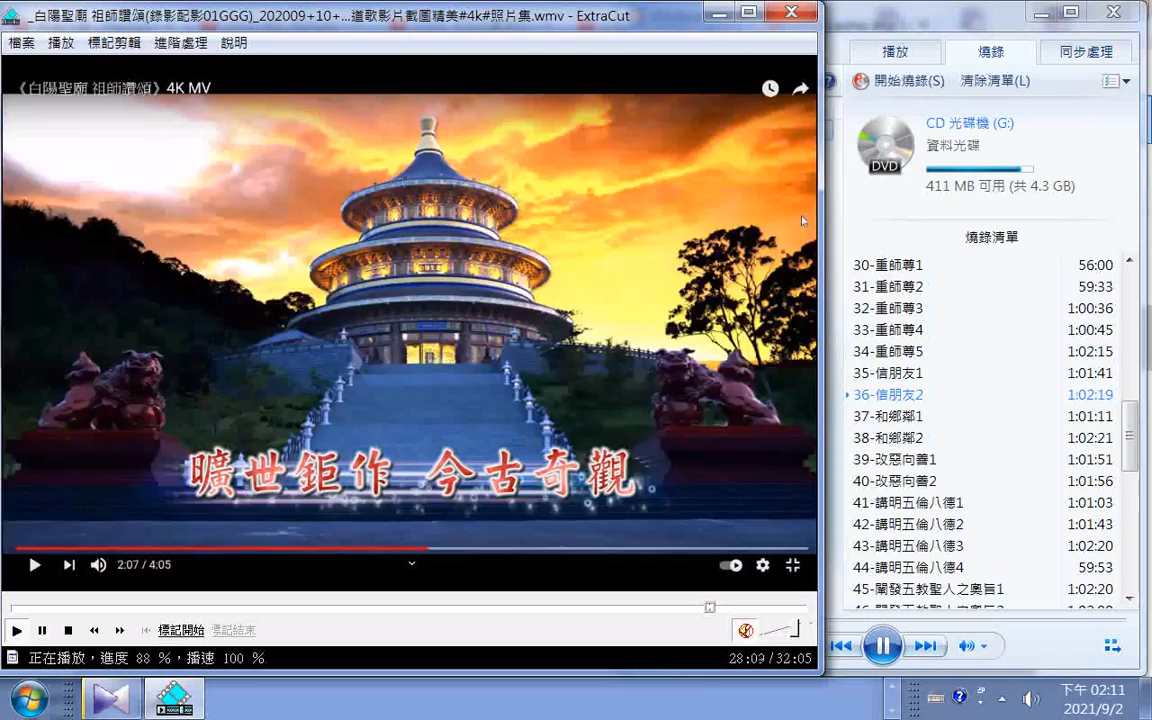 _白陽聖廟 祖師讚頌(錄影配影01GGG)_202009+10+...道歌影片截圖精美#4k#照片集.wmv - ExtraCut
檔案 播放 標記剪輯 進階處理 說明
《白陽聖廟 祖師讚頌》4K MV
曠世鉅作 今古奇觀
2:07 / 4:05
標記開始 標記結束
正在播放，進度 88 %，播速 100 %
28:09 / 32:05
播放 燒錄 同步處理
開始燒錄(S) 清除清單(L)
CD 光碟機 (G:)
資料光碟
DVD
411 MB 可用 (共 4.3 GB)
燒錄清單
30-重師尊1 56:00
31-重師尊2 59:33
32-重師尊3 1:00:36
33-重師尊4 1:00:45
34-重師尊5 1:02:15
35-信朋友1 1:01:41
36-信朋友2 1:02:19
37-和鄉鄰1 1:01:11
38-和鄉鄰2 1:02:21
39-改惡向善1 1:01:51
40-改惡向善2 1:01:56
41-講明五倫八德1 1:01:03
42-講明五倫八德2 1:01:43
43-講明五倫八德3 1:02:20
44-講明五倫八德4 59:53
45-闡發五教聖人之奧旨1 1:02:20
下午 02:11
2021/9/2